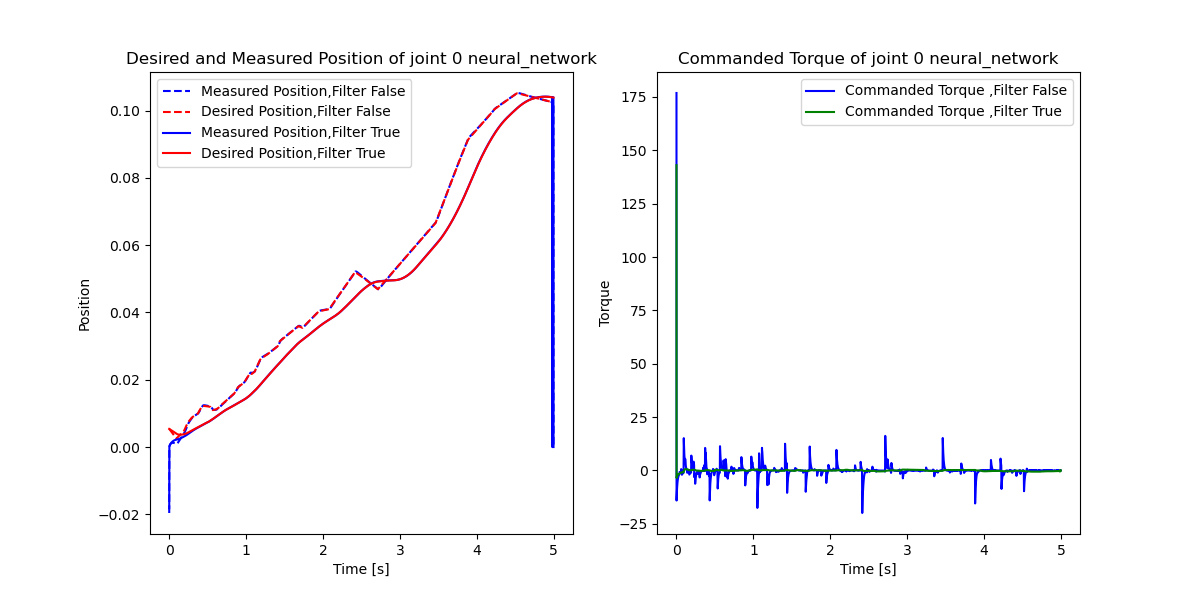 Desired and Measured Position of joint 0 neural_network
Measured Position,Filter False
Desired Position,Filter False
Measured Position,Filter True
Desired Position,Filter True
0.10
0.08
0.06
0.04
0.02
0.00
−0.02
Position
0 1 2 3 4 5
Time [s]
Commanded Torque of joint 0 neural_network
Commanded Torque ,Filter False
Commanded Torque ,Filter True
175
150
125
100
75
50
25
0
−25
Torque
0 1 2 3 4 5
Time [s]